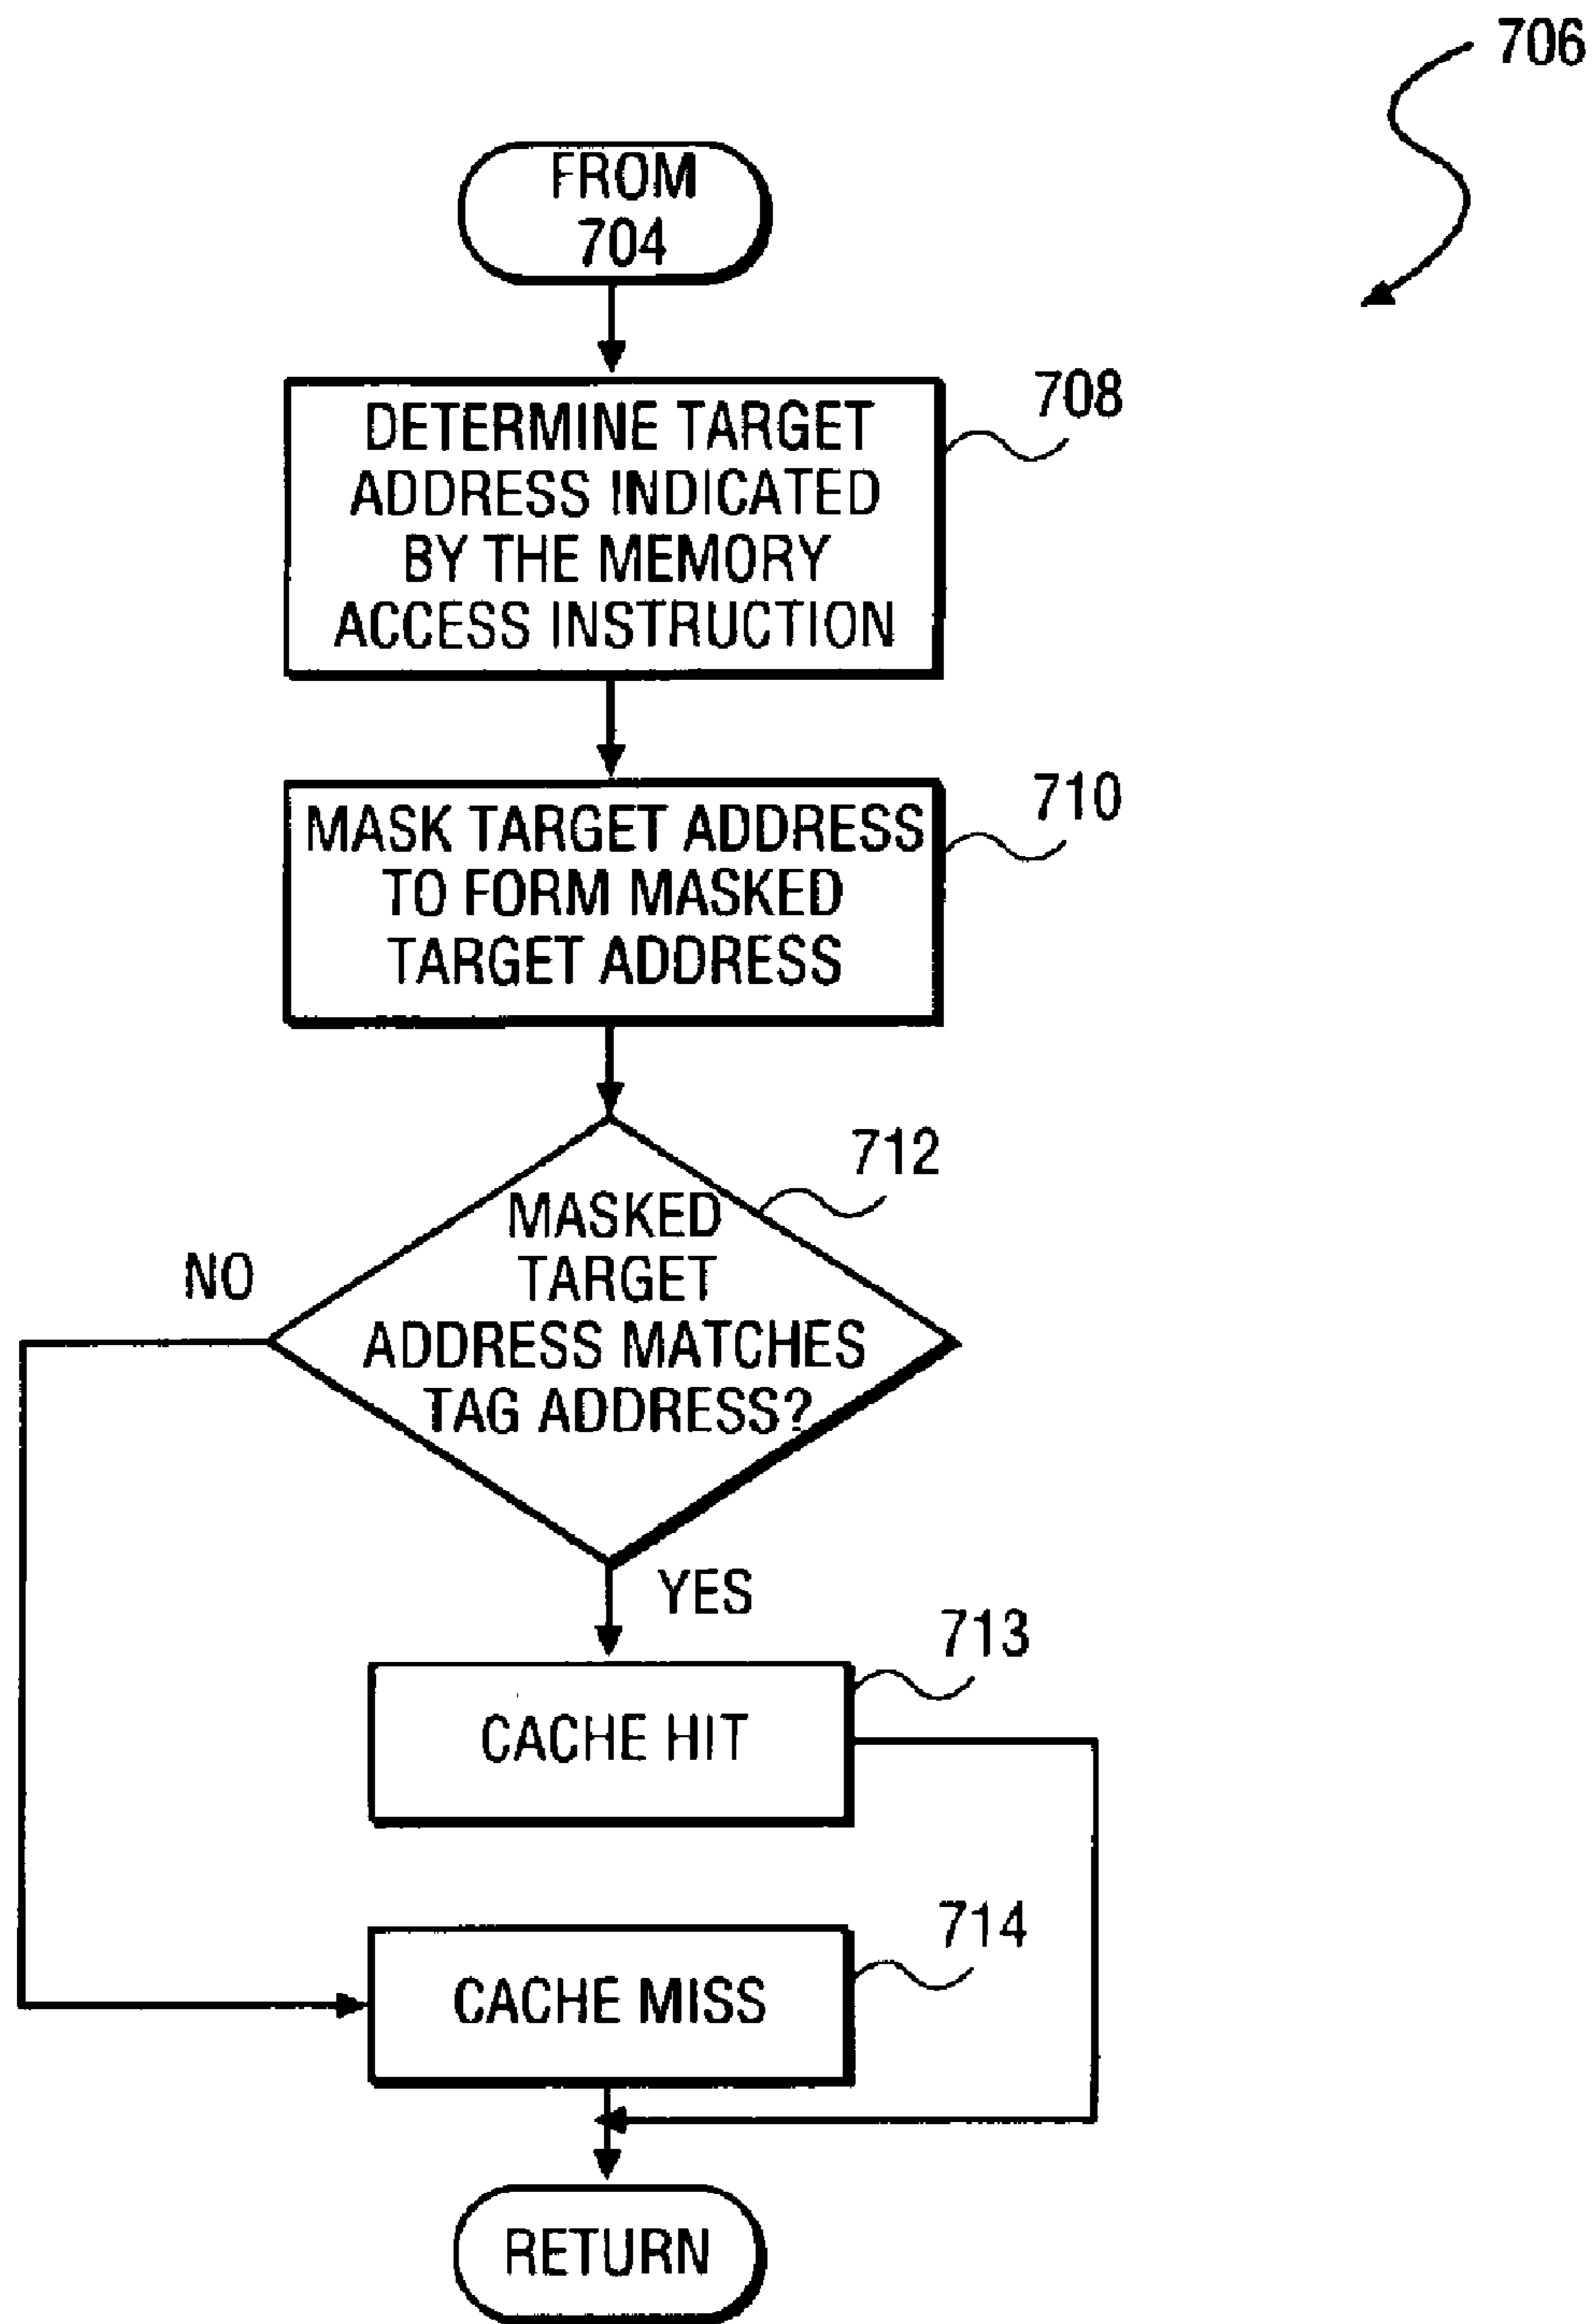 706
FROM
704
708
DETERMINE TARGET
ADDRESS INDICATED
BY THE MEMORY
ACCESS INSTRUCTION
710
MASK TARGET ADDRESS
TO FORM MASKED
TARGET ADDRESS
712
MASKED
TARGET
ADDRESS MATCHES
TAG ADDRESS?
NO
YES
713
CACHE HIT
714
CACHE MISS
RETURN